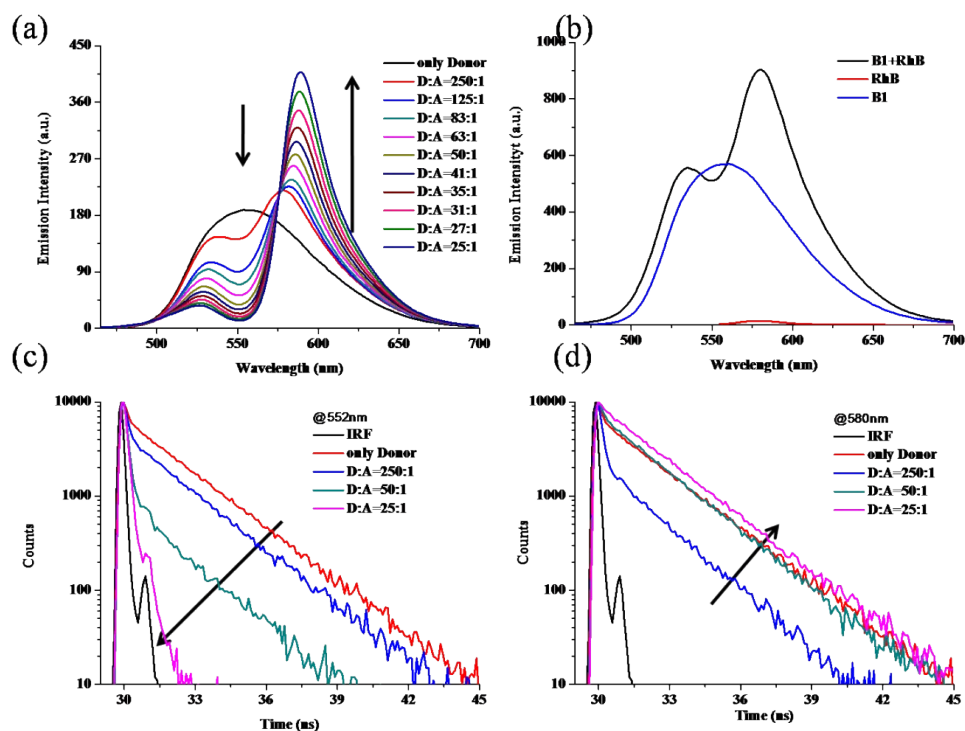 (a)
450
360
270
180
90
0
500
550
600
650
700
Emission Intensity (a.u.)
Wavelength (nm)
only Donor
D:A=250:1
D:A=125:1
D:A=83:1
D:A=63:1
D:A=50:1
D:A=41:1
D:A=35:1
D:A=31:1
D:A=27:1
D:A=25:1
(b)
1000
800
600
400
200
0
500
550
600
650
700
Emission Intensityt (a.u.)
Wavelength (nm)
B1+RhB
RhB
B1
(c)
10000
1000
100
10
30
33
36
39
42
45
Counts
Time (ns)
@552nm
IRF
only Donor
D:A=250:1
D:A=50:1
D:A=25:1
(d)
10000
1000
100
10
30
33
36
39
42
45
Counts
Time (ns)
@580nm
IRF
only Donor
D:A=250:1
D:A=50:1
D:A=25:1